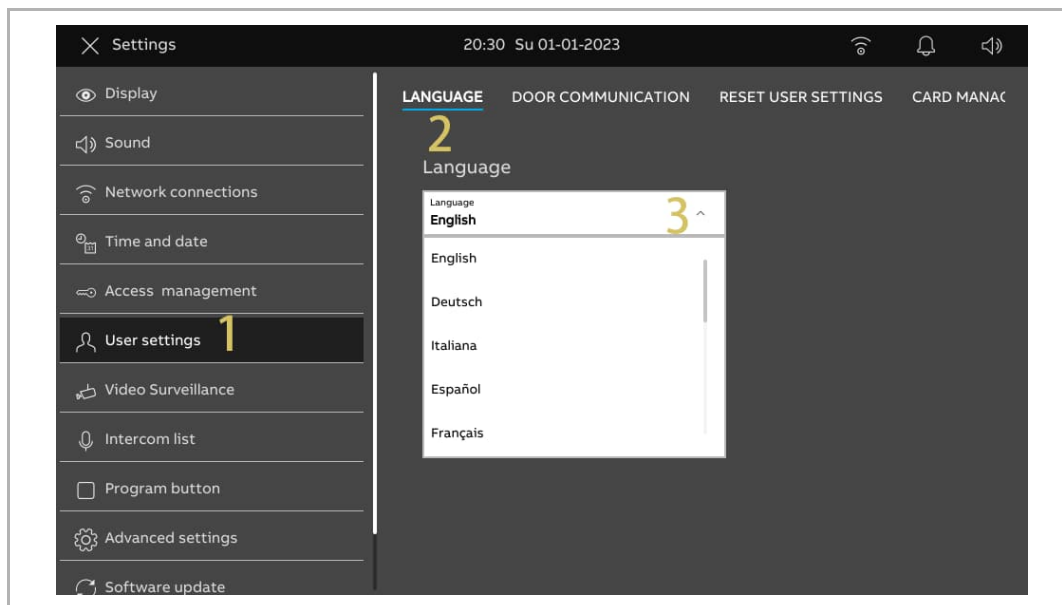 Settings
20:30 Su 01-01-2023
Display
Sound
Network connections
Time and date
Access management
User settings
1
Video Surveillance
Intercom list
Program button
Advanced settings
Software update
LANGUAGE DOOR COMMUNICATION RESET USER SETTINGS CARD
2
Language
Language
English
3
English
Deutsch
Italiana
Español
Français